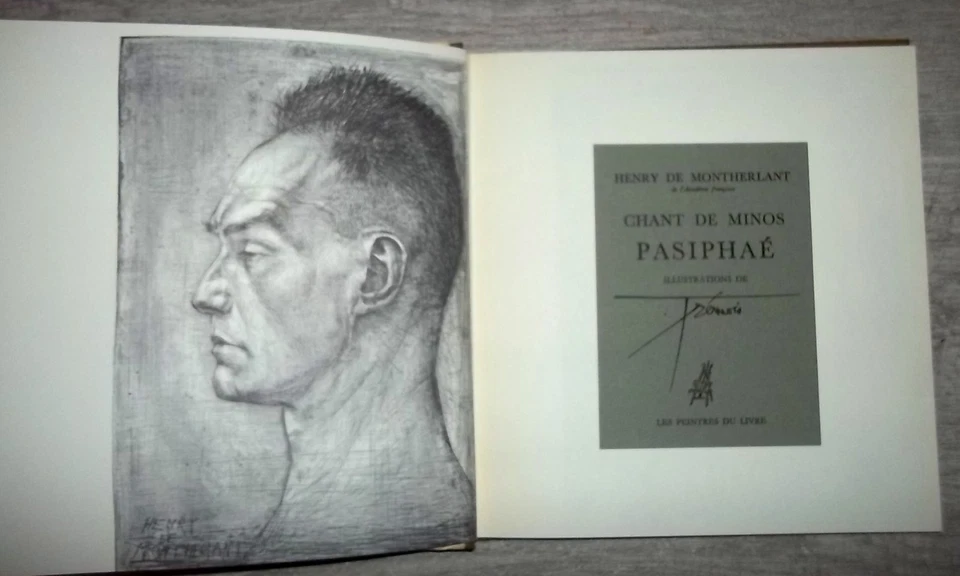 HENRY
DE MONTHERLANT
HENRY DE MONTHERLANT
de l'Académie française
CHANT DE MINOS
PASIPHAÉ
ILLUSTRATIONS DE
Trémois
LES PEINTRES DU LIVRE